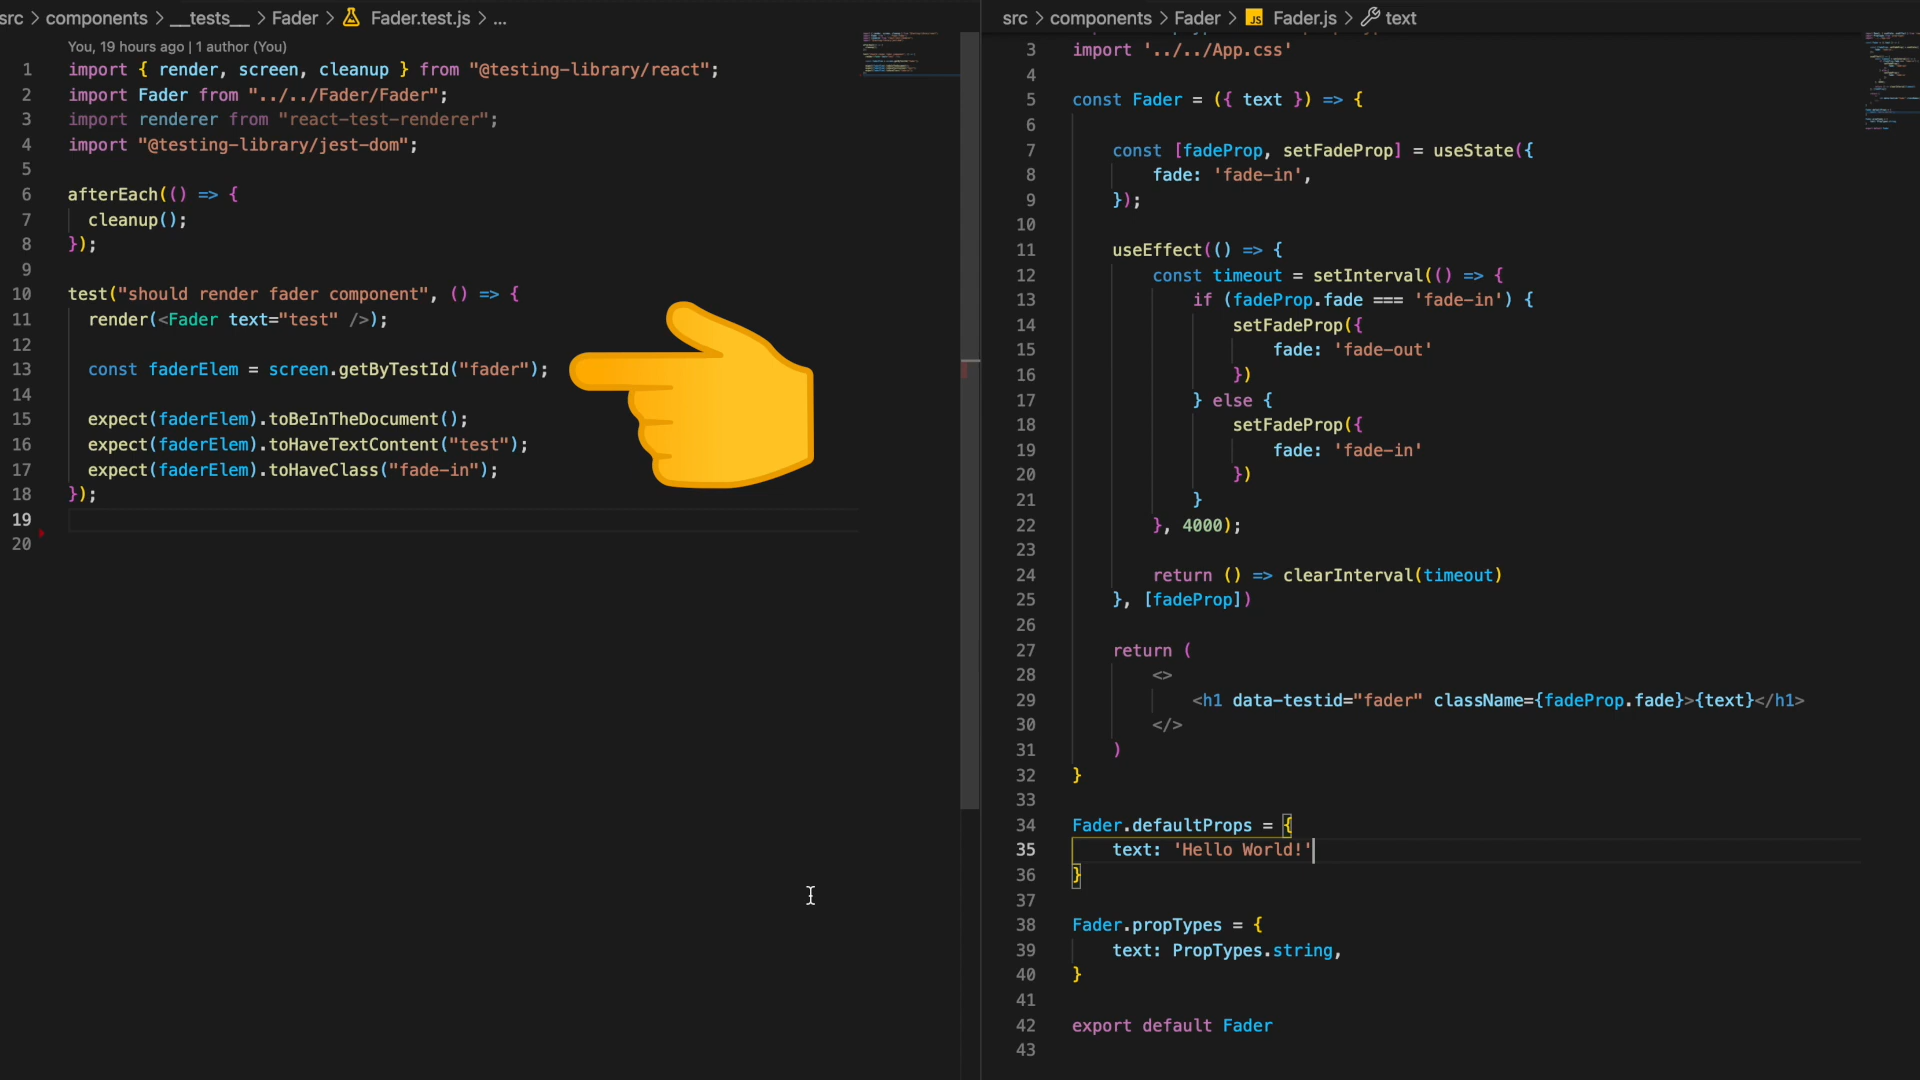 src > components > __tests__ > Fader > Fader.test.js > ...
You, 19 hours ago | 1 author (You)
1 import { render, screen, cleanup } from "@testing-library/react";
2 import Fader from "../../Fader/Fader";
3 import renderer from "react-test-renderer";
4 import "@testing-library/jest-dom";
5
6 afterEach(() => {
7 cleanup();
8 });
9
10 test("should render fader component", () => {
11 render(<Fader text="test" />);
12
13 const faderElem = screen.getByTestId("fader");
14
15 expect(faderElem).toBeInTheDocument();
16 expect(faderElem).toHaveTextContent("test");
17 expect(faderElem).toHaveClass("fade-in");
18 });
19
20
src > components > Fader > JS Fader.js > text
3 import '../../App.css'
4
5 const Fader = ({ text }) => {
6
7 const [fadeProp, setFadeProp] = useState({
8 fade: 'fade-in',
9 });
10
11 useEffect(() => {
12 const timeout = setInterval(() => {
13 if (fadeProp.fade === 'fade-in') {
14 setFadeProp({
15 fade: 'fade-out'
16 })
17 } else {
18 setFadeProp({
19 fade: 'fade-in'
20 })
21 }
22 }, 4000);
23
24 return () => clearInterval(timeout)
25 }, [fadeProp])
26
27 return (
28 <>
29 <h1 data-testid="fader" className={fadeProp.fade}>{text}</h1>
30 </>
31 )
32 }
33
34 Fader.defaultProps = {
35 text: 'Hello World!'
36 }
37
38 Fader.propTypes = {
39 text: PropTypes.string,
40 }
41
42 export default Fader
43